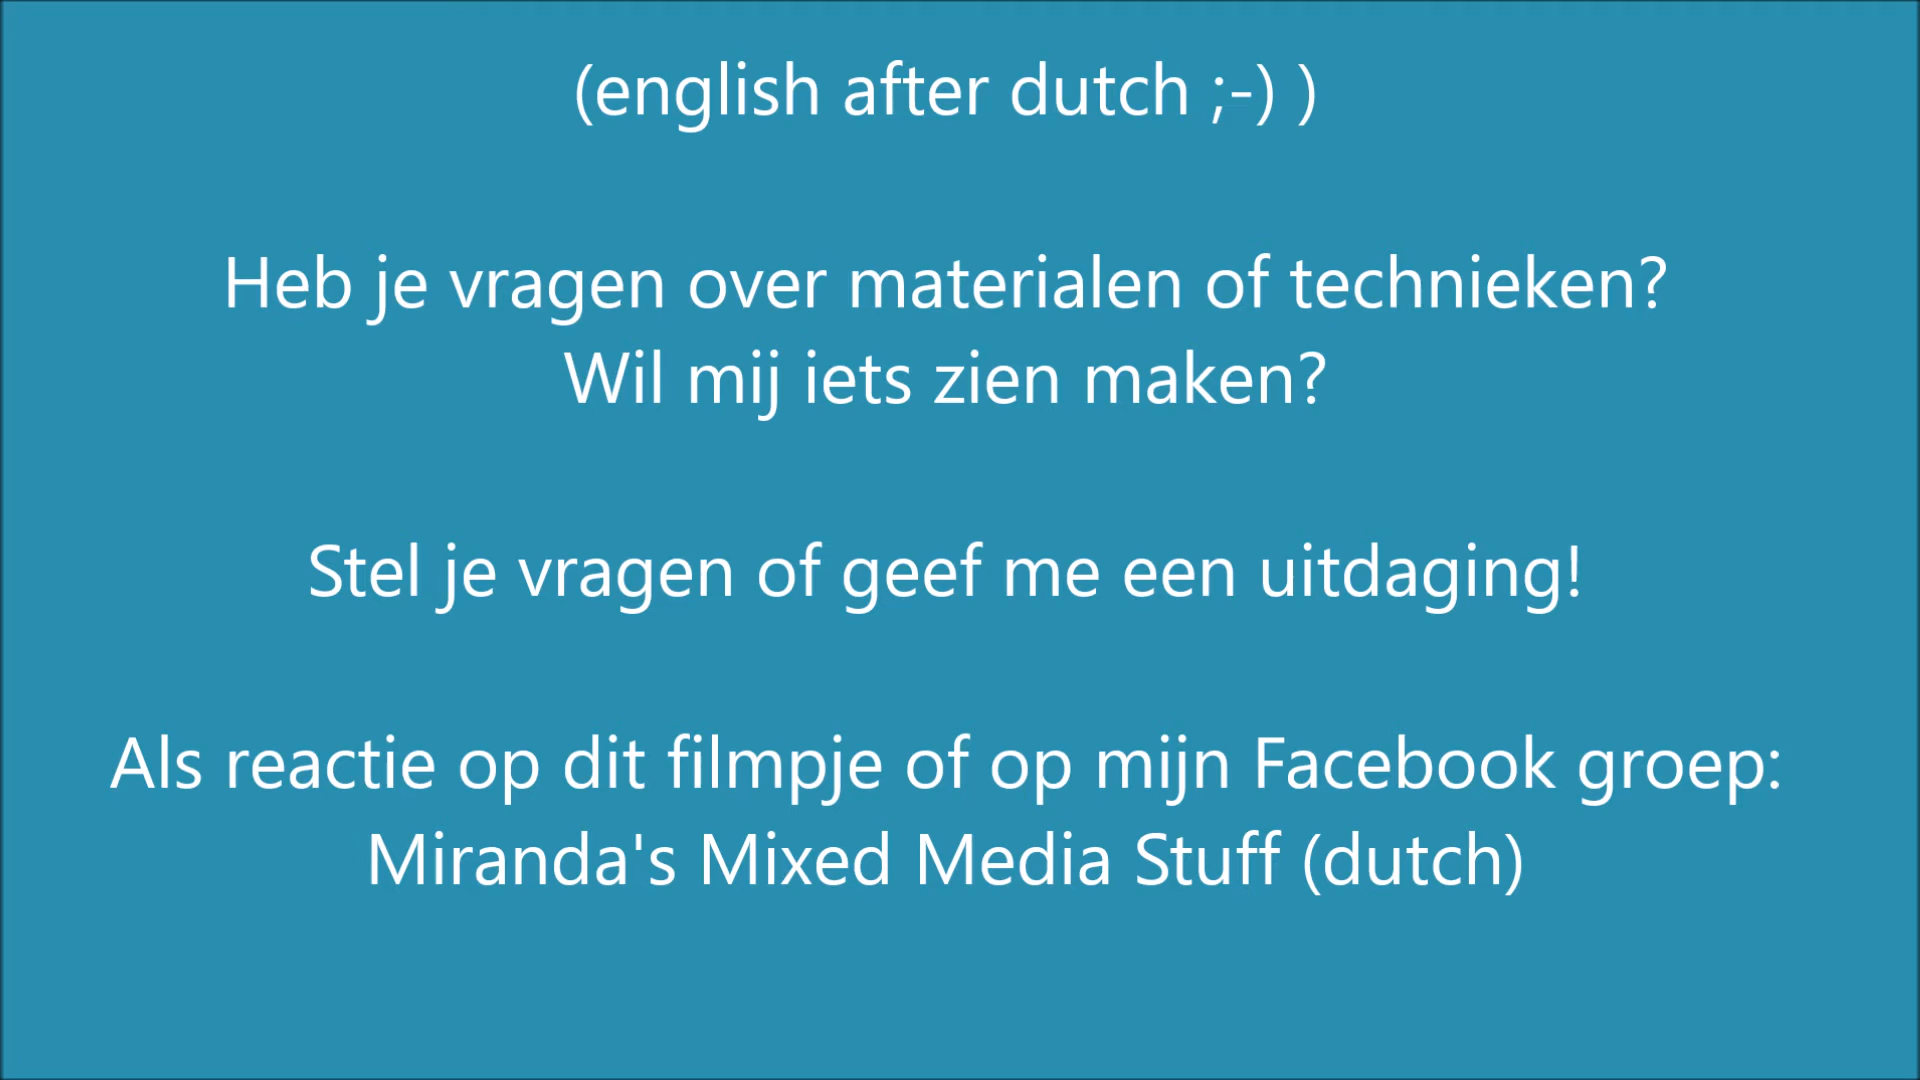 (english after dutch ;-) )
Heb je vragen over materialen of technieken?
Wil mij iets zien maken?
Stel je vragen of geef me een uitdaging!
Als reactie op dit filmpje of op mijn Facebook groep:
Miranda's Mixed Media Stuff (dutch)